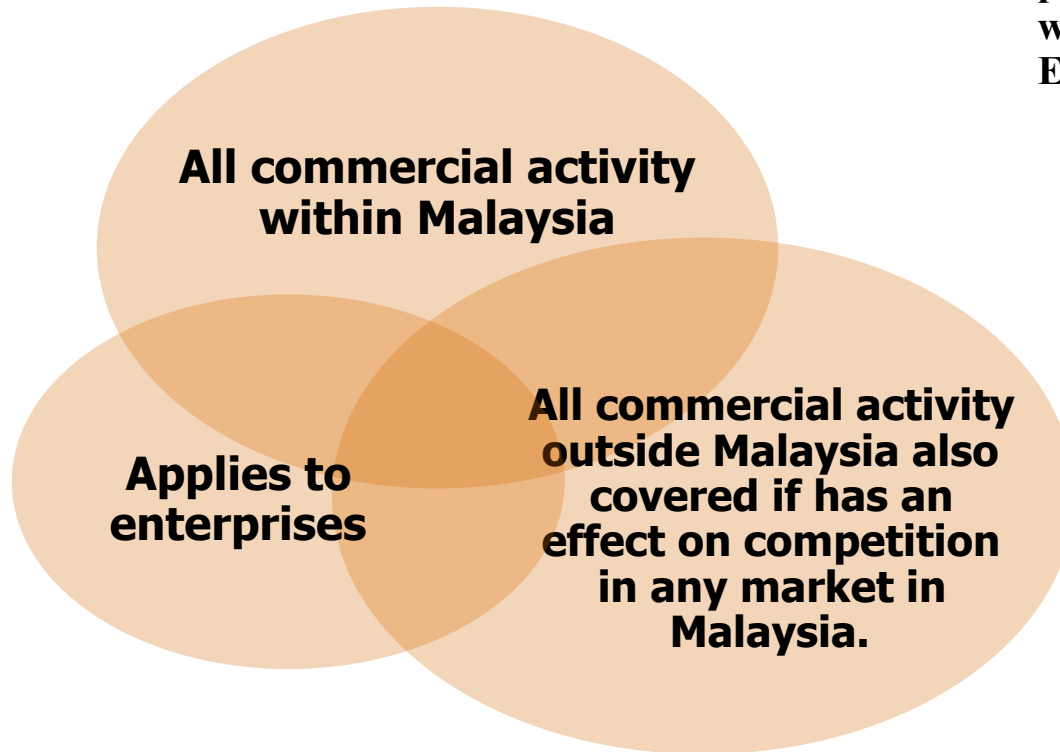 All commercial activity
within Malaysia
Applies to
enterprises
All commercial activity
outside Malaysia also
covered if has an
effect on competition
in any market in
Malaysia.